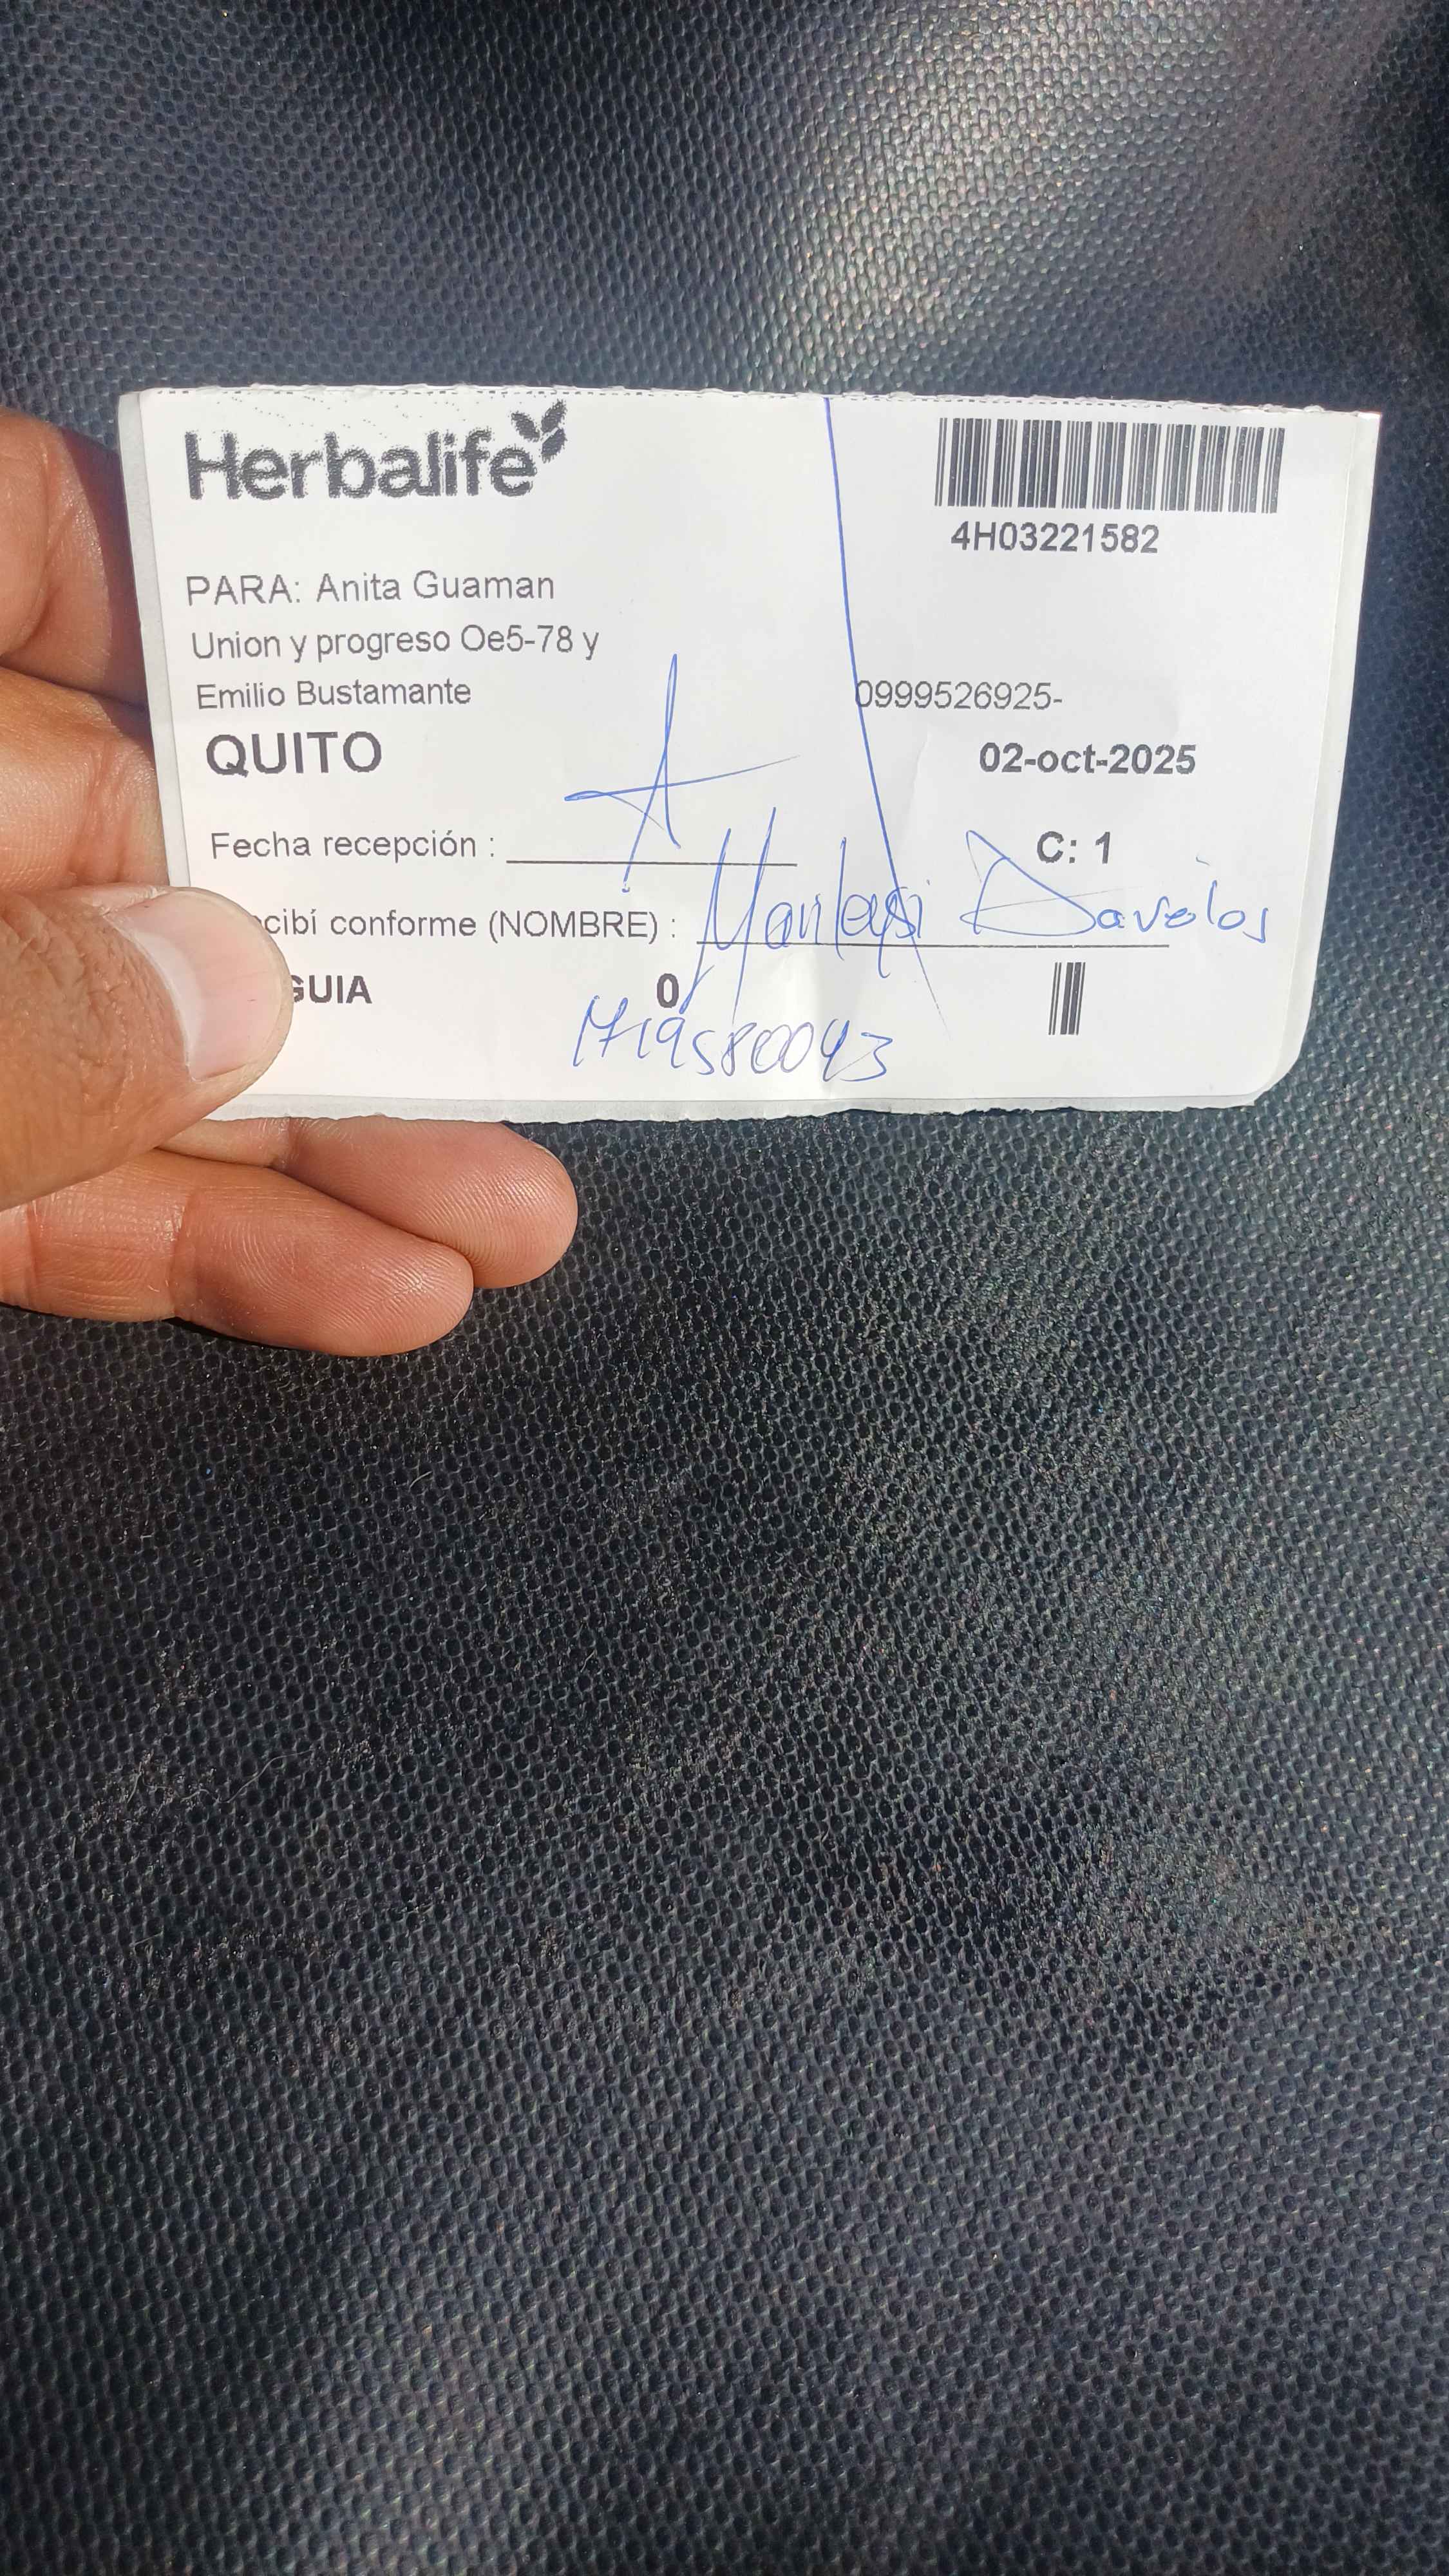 Herbalife
4H03221582
PARA: Anita Guaman
Union y progreso Oe5-78 y
Emilio Bustamante
0999526925-
QUITO
02-oct-2025
Fecha recepción :
C: 1
cibí conforme (NOMBRE) : Davalos
GUIA 0
1719580043